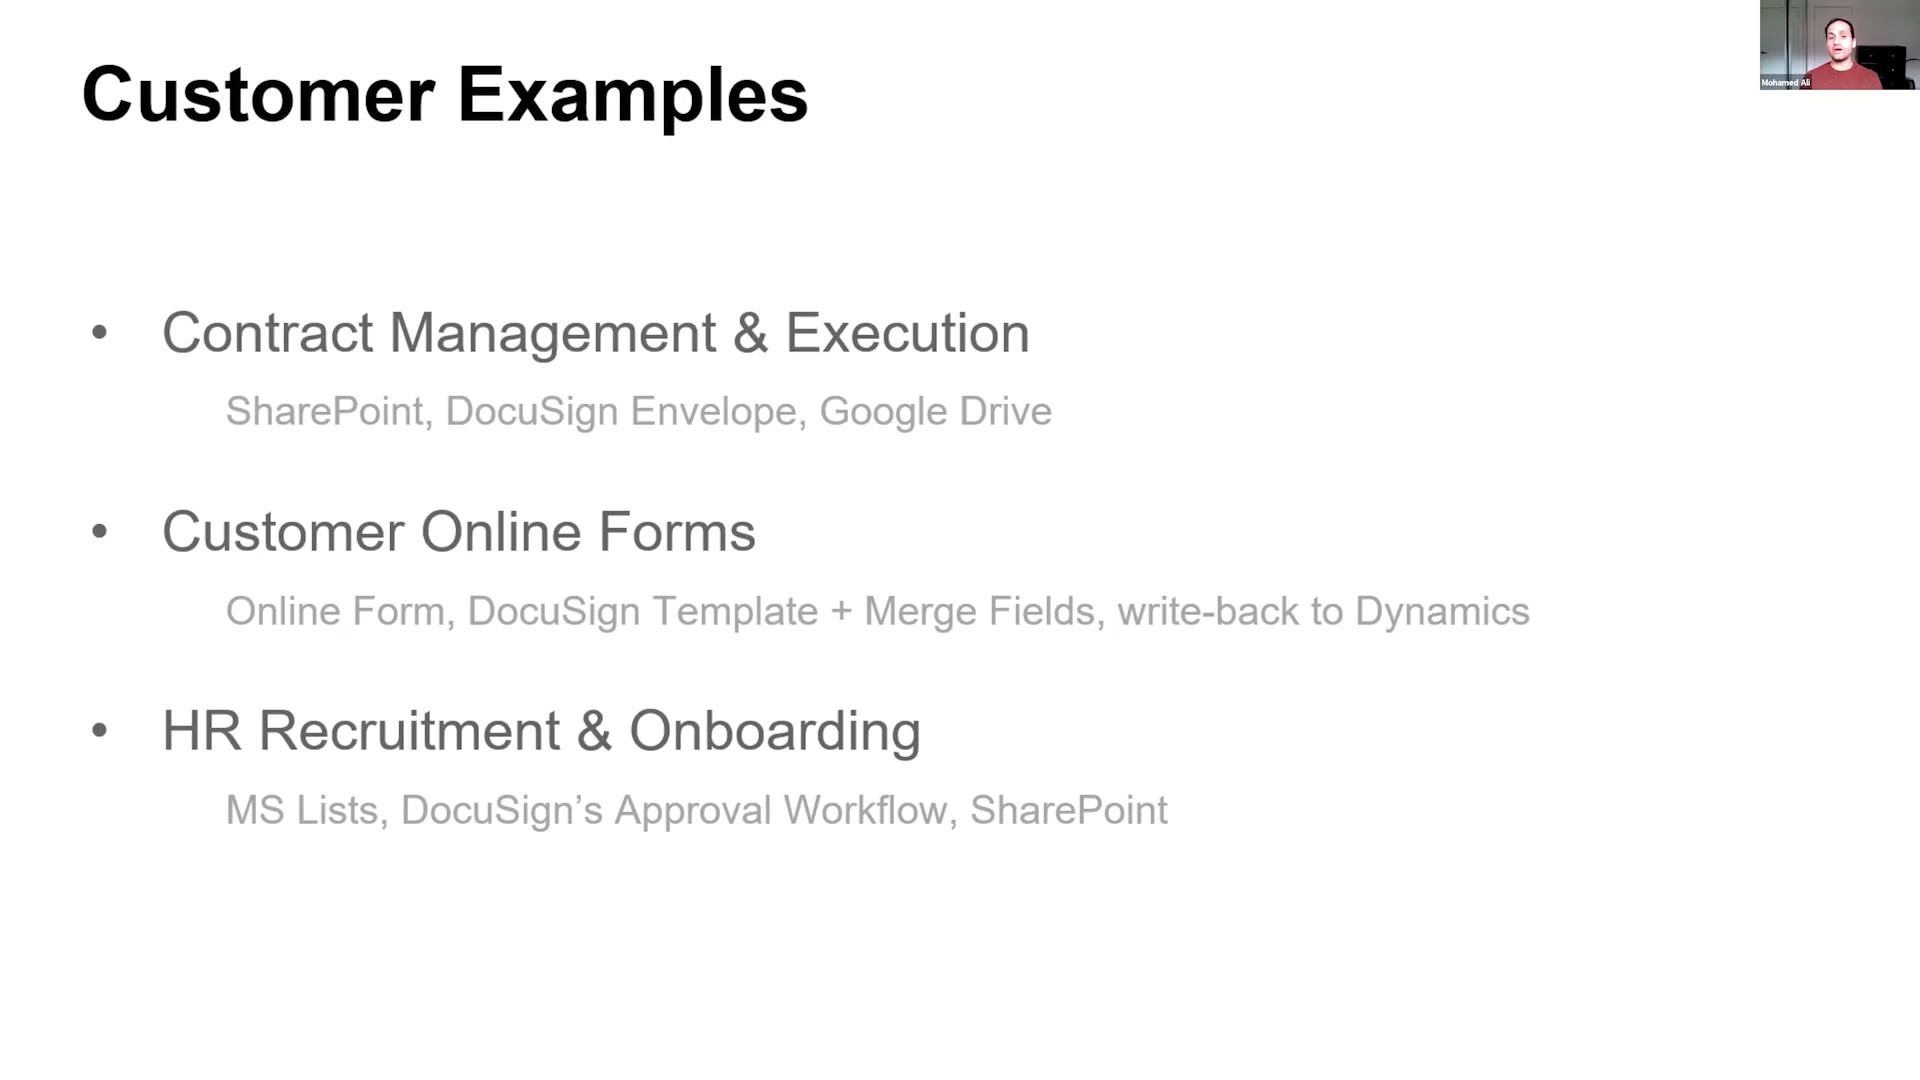 Customer Examples
Mohamed Ali
• Contract Management & Execution
SharePoint, DocuSign Envelope, Google Drive
• Customer Online Forms
Online Form, DocuSign Template + Merge Fields, write-back to Dynamics
• HR Recruitment & Onboarding
MS Lists, DocuSign’s Approval Workflow, SharePoint